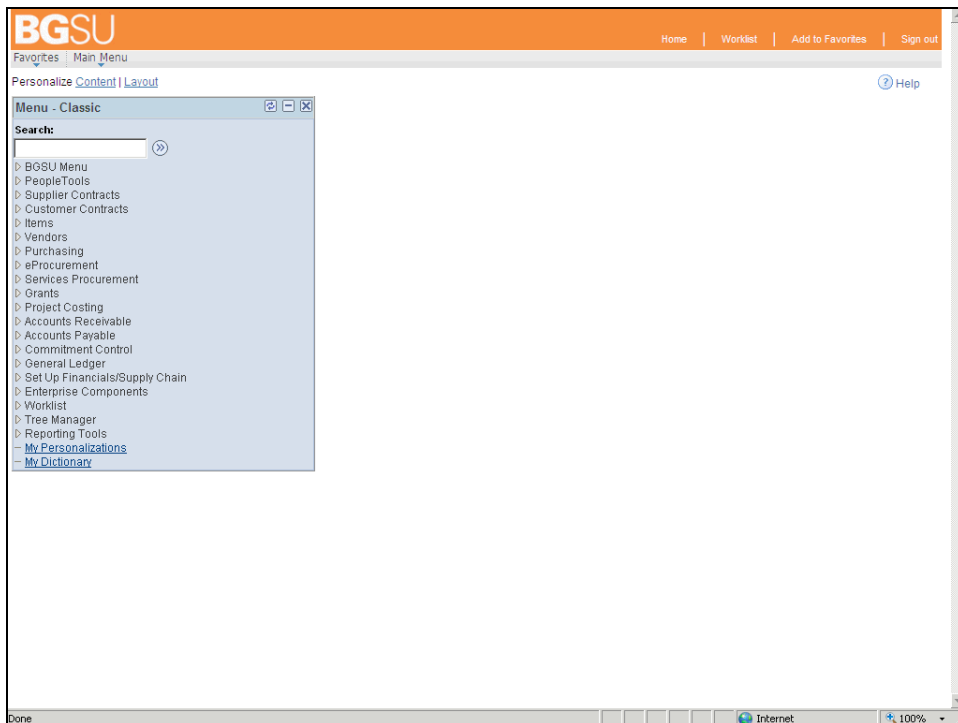 BGSU
Home | Worklist | Add to Favorites | Sign out
Favorites Main Menu
Personalize Content | Layout
Help
Menu - Classic
Search:
BGSU Menu
PeopleTools
Supplier Contracts
Customer Contracts
Items
Vendors
Purchasing
eProcurement
Services Procurement
Grants
Project Costing
Accounts Receivable
Accounts Payable
Commitment Control
General Ledger
Set Up Financials/Supply Chain
Enterprise Components
Worklist
Tree Manager
Reporting Tools
My Personalizations
My Dictionary
Done Internet 100%